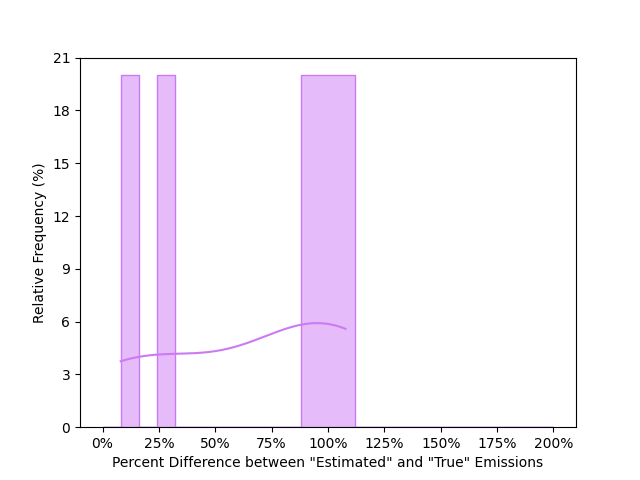 21
18
15
12
9
6
3
0
Relative Frequency (%)
0% 25% 50% 75% 100% 125% 150% 175% 200%
Percent Difference between "Estimated" and "True" Emissions